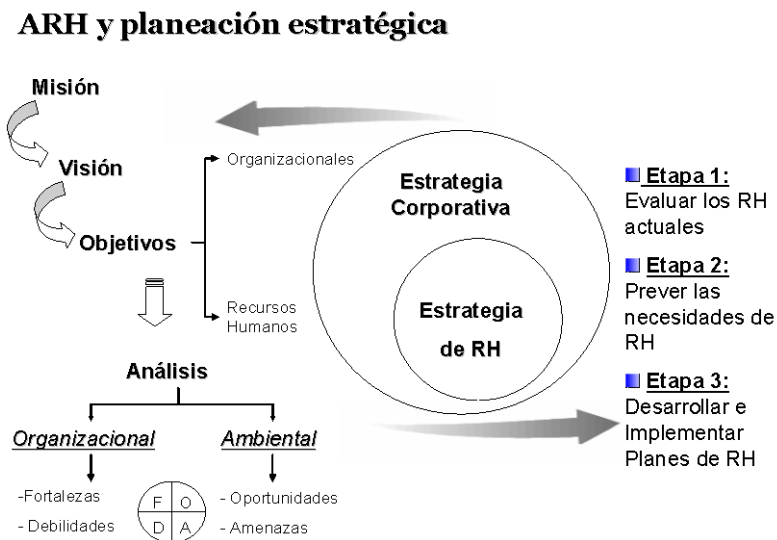 ARH y planeación estratégica
Misión
Visión
Objetivos
Organizacionales
Recursos
Humanos
Análisis
Organizacional
Ambiental
-Fortalezas
- Debilidades
F O
D A
- Oportunidades
- Amenazas
Estrategia
Corporativa
Estrategia
de RH
Etapa 1:
Evaluar los RH
actuales
Etapa 2:
Prever las
necesidades de
RH
Etapa 3:
Desarrollar e
Implementar
Planes de RH